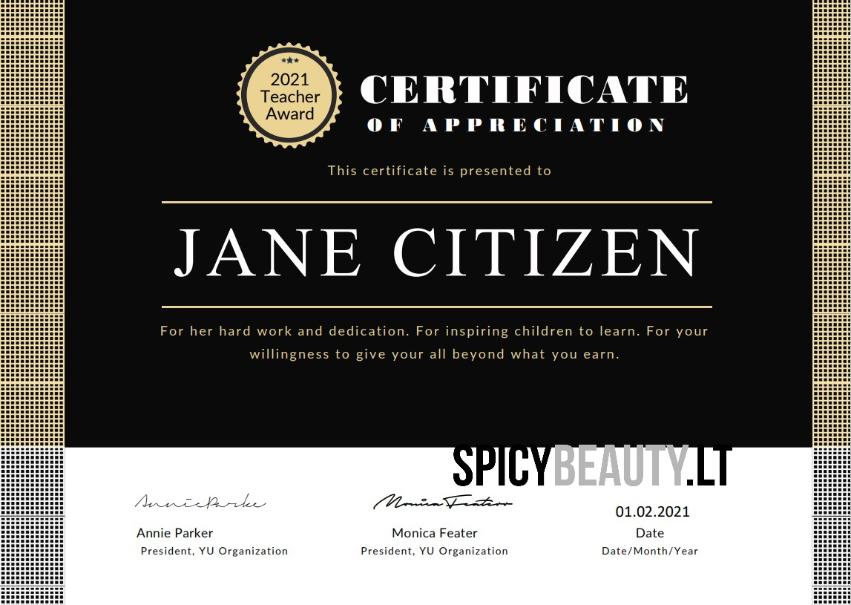 2021
Teacher
Award
CERTIFICATE
OF APPRECIATION
This certificate is presented to
JANE CITIZEN
For her hard work and dedication. For inspiring children to learn. For your
willingness to give your all beyond what you earn.
SPICYBEAUTY.LT
AnnieParke
Monica Feater
01.02.2021
Annie Parker
Monica Feater
Date
President, YU Organization
President, YU Organization
Date/Month/Year